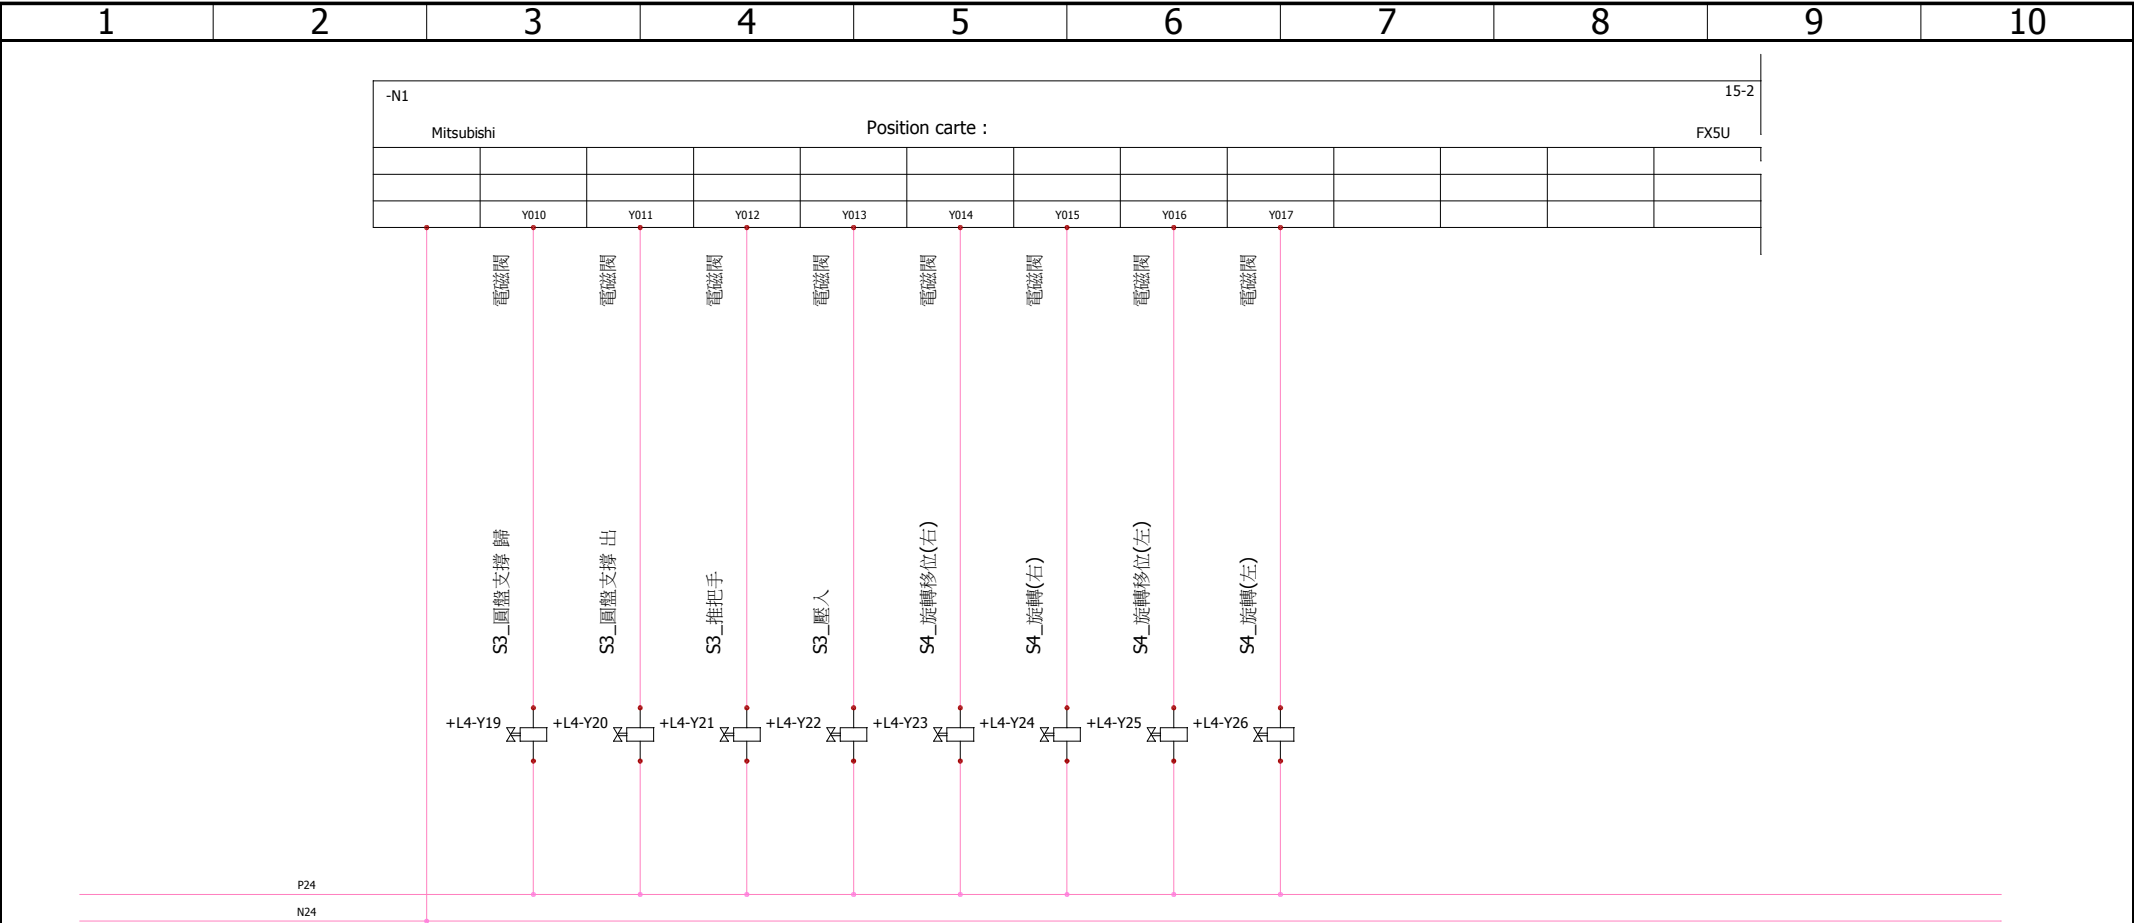 1 2 3 4 5 6 7 8 9 10
-N1 15-2
Mitsubishi Position carte : FX5U
Y010 Y011 Y012 Y013 Y014 Y015 Y016 Y017
電磁閥
電磁閥
電磁閥
電磁閥
電磁閥
電磁閥
電磁閥
電磁閥
S3_圓盤支撐 歸
S3_圓盤支撐 出
S3_推把手
S3_壓入
S4_旋轉移位(右)
S4_旋轉(右)
S4_旋轉移位(左)
S4_旋轉(左)
+L4-Y19 +L4-Y20 +L4-Y21 +L4-Y22 +L4-Y23 +L4-Y24 +L4-Y25 +L4-Y26
P24
N24